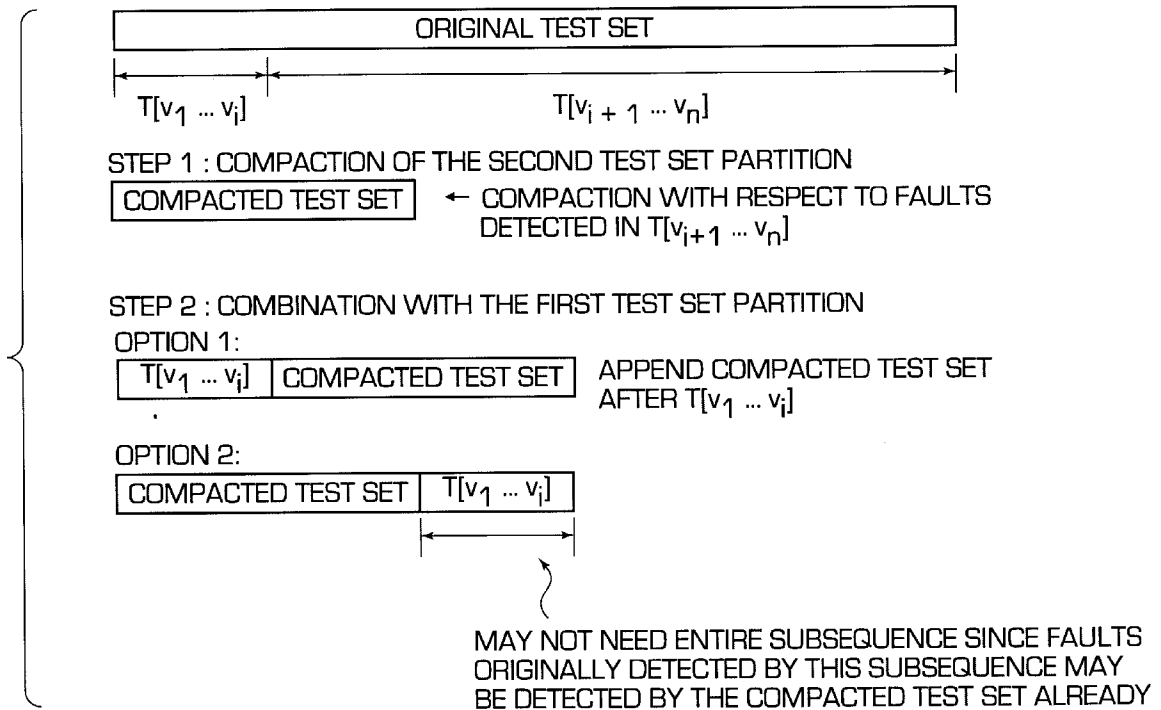 ORIGINAL TEST SET
T[v1 ... vi]
T[vi + 1 ... vn]
STEP 1 : COMPACTION OF THE SECOND TEST SET PARTITION
COMPACTED TEST SET
← COMPACTION WITH RESPECT TO FAULTS
DETECTED IN T[vi+1 ... vn]
STEP 2 : COMBINATION WITH THE FIRST TEST SET PARTITION
OPTION 1:
T[v1 ... vi] COMPACTED TEST SET
APPEND COMPACTED TEST SET
AFTER T[v1 ... vi]
OPTION 2:
COMPACTED TEST SET T[v1 ... vi]
MAY NOT NEED ENTIRE SUBSEQUENCE SINCE FAULTS
ORIGINALLY DETECTED BY THIS SUBSEQUENCE MAY
BE DETECTED BY THE COMPACTED TEST SET ALREADY